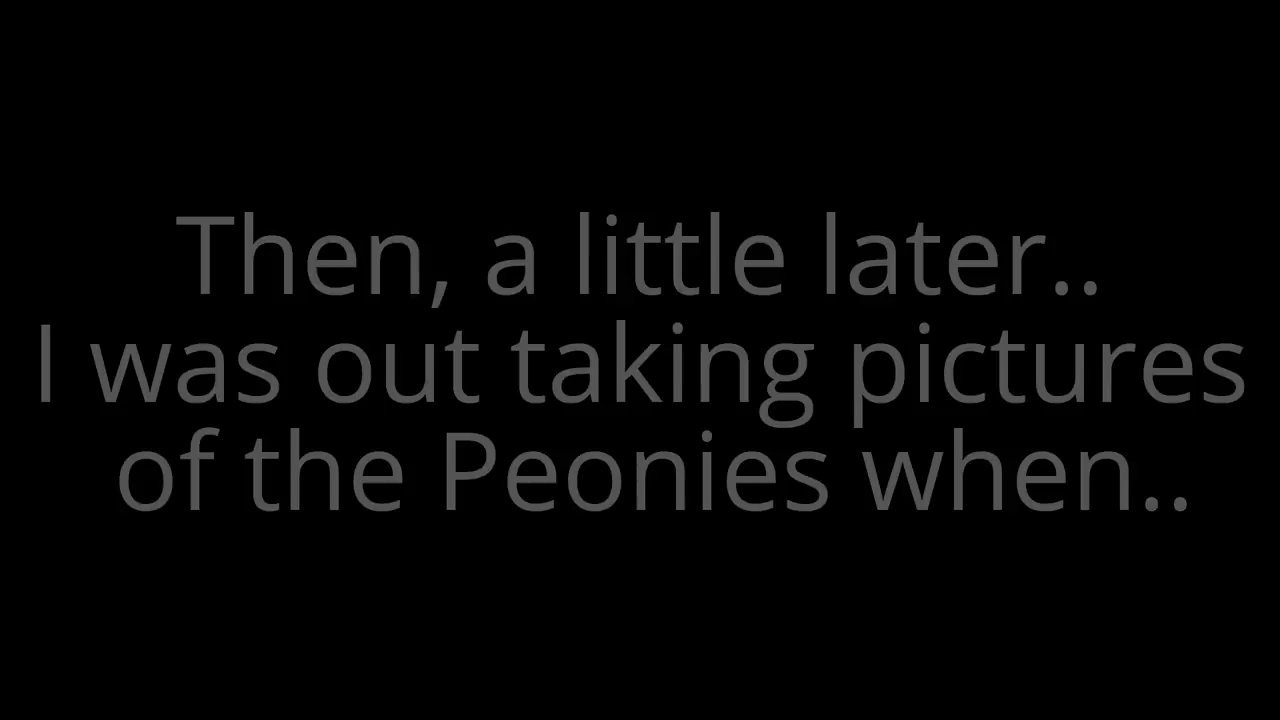 Then, a little later..
I was out taking pictures
of the Peonies when..